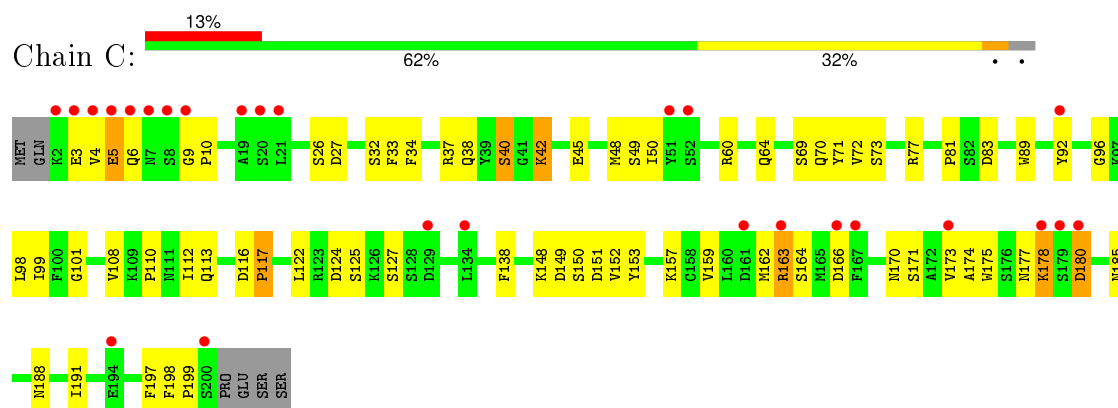 13%
Chain C:
62% 32% • •
MET GLN K2 E3 V4 E5 Q6 N7 S8 G9 P10 A19 S20 L21 S26 D27 S32 F33 F34 R37 Q38 Y39 S40 G41 K42 E45 M48 S49 I50 Y51 S52 R60 Q64 S69 Q70 Y71 V72 S73 R77 P81 S82 D83 W89 Y92 G96 K97
L98 I99 F100 G101 V108 K109 P110 N111 I112 Q113 D116 P117 L122 R123 D124 S125 K126 S127 S128 D129 L134 F138 K148 D149 S150 D151 V152 Y153 K157 C158 V159 L160 D161 M162 R163 S164 M165 D166 F167 N170 S171 A172 V173 A174 W175 S176 N177 K178 S179 D180 N185
N188 I191 E194 F197 F198 P199 S200 PRO GLU SER SER